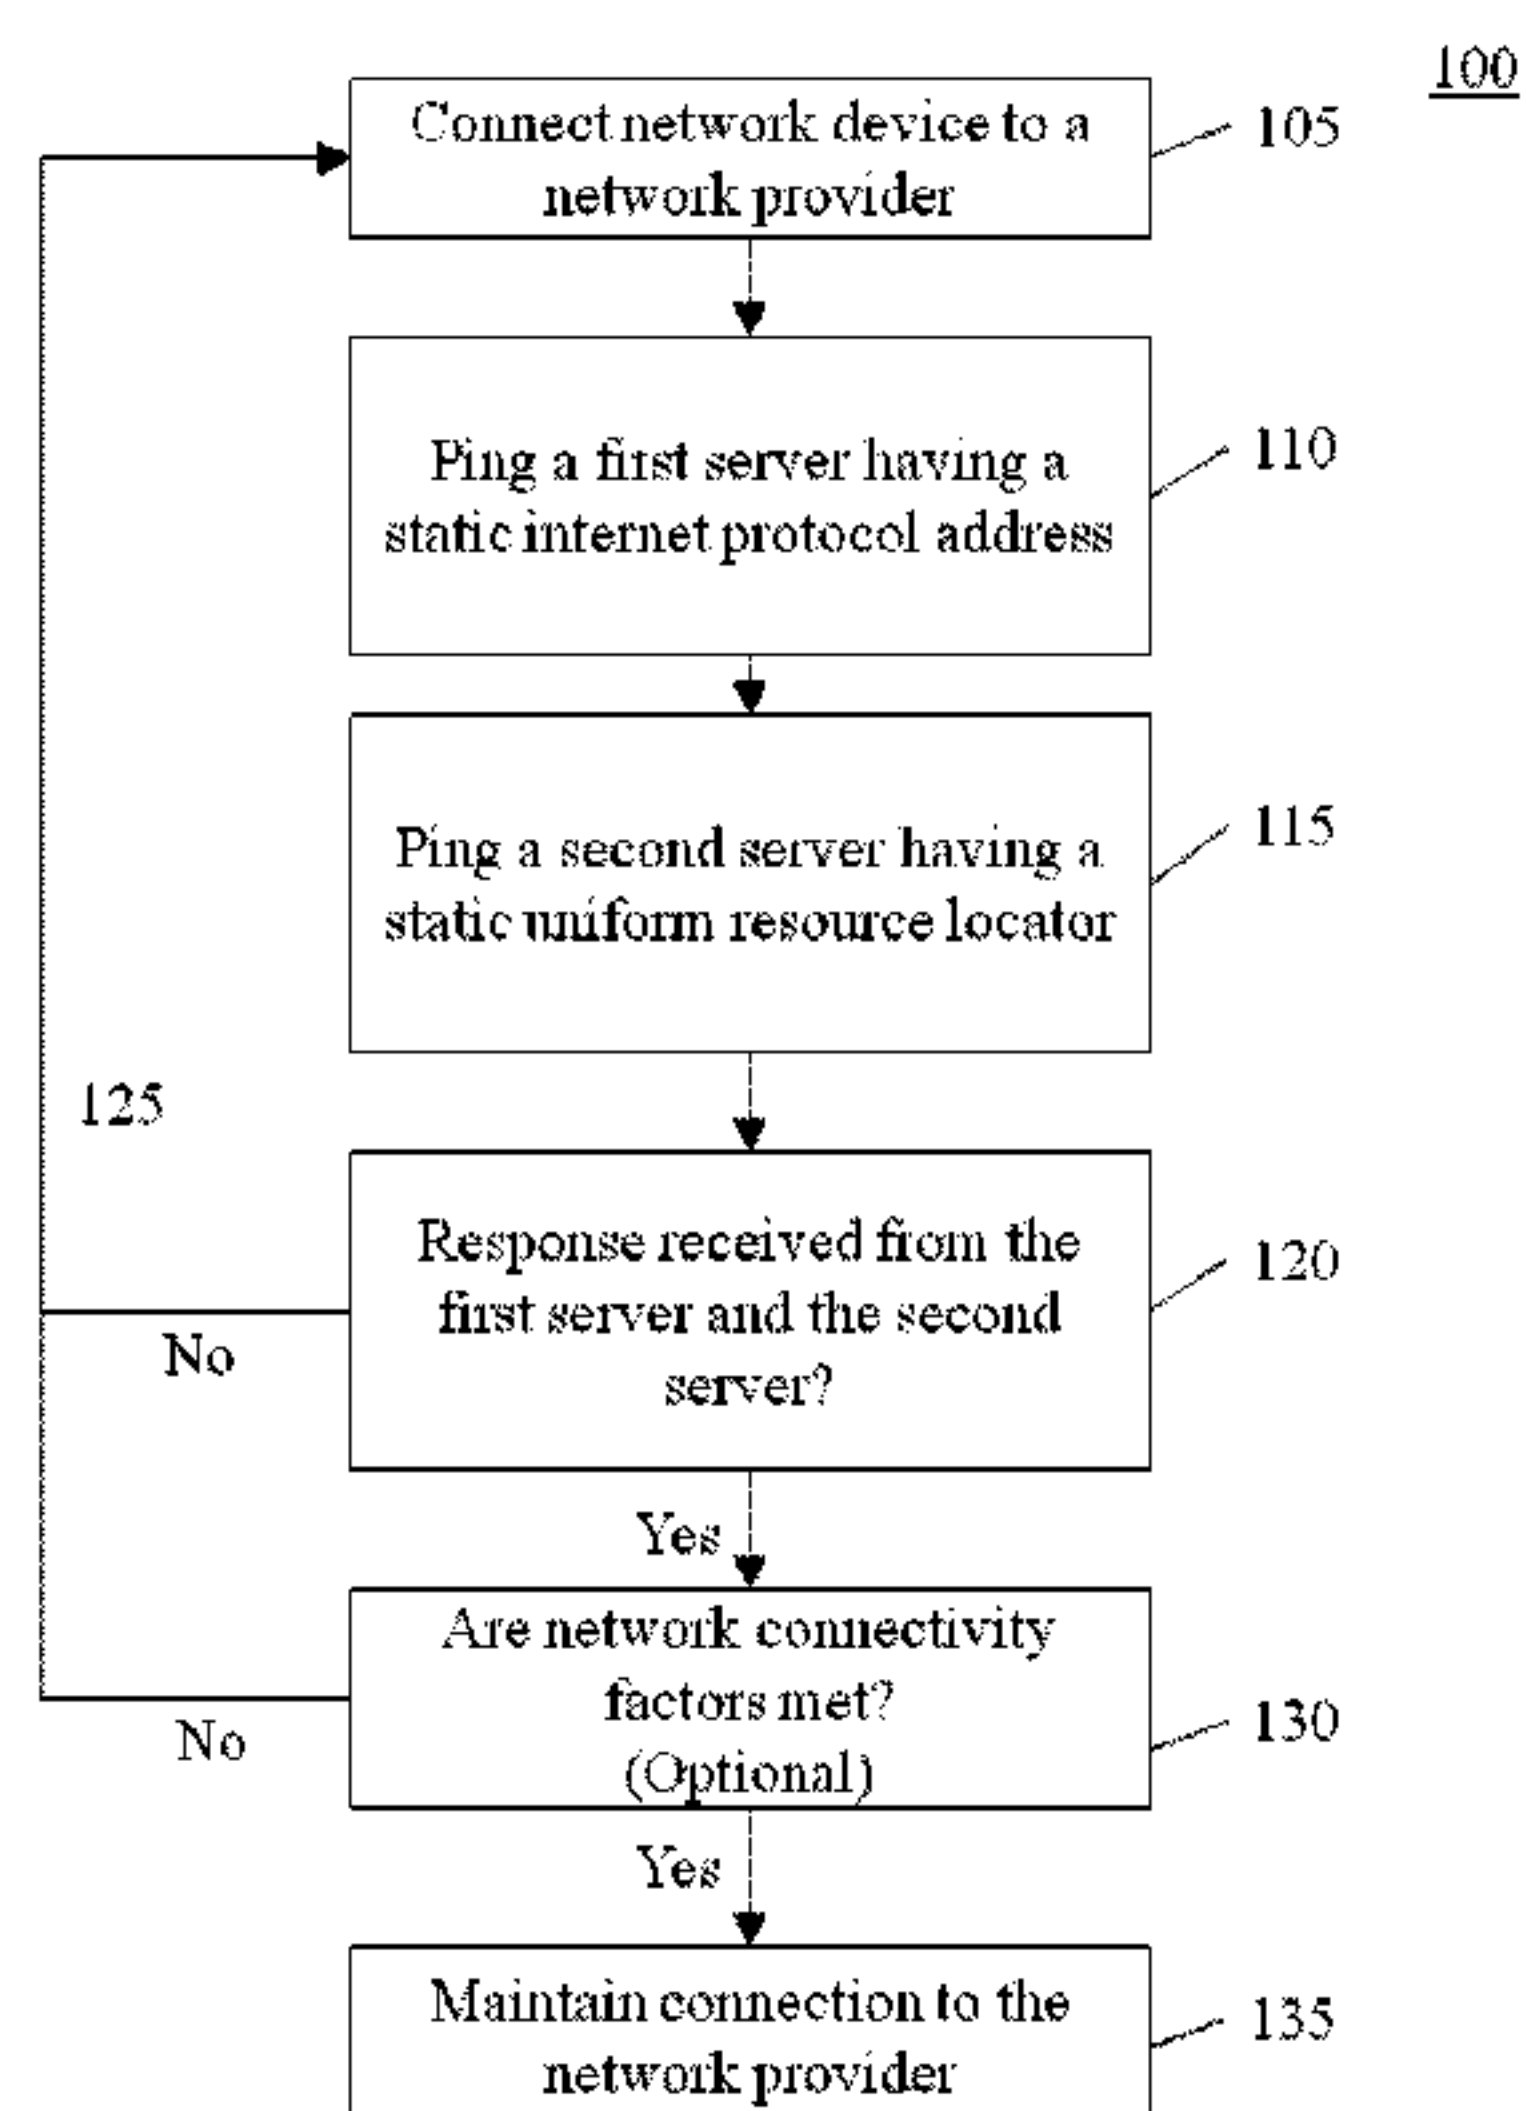 100
Connect network device to a
network provider
105
Ping a first server having a
static internet protocol address
110
Ping a second server having a
static uniform resource locator
115
125
Response received from the
first server and the second
server?
120
No
Yes
Are network connectivity
factors met?
(Optional)
130
No
Yes
Maintain connection to the
network provider
135